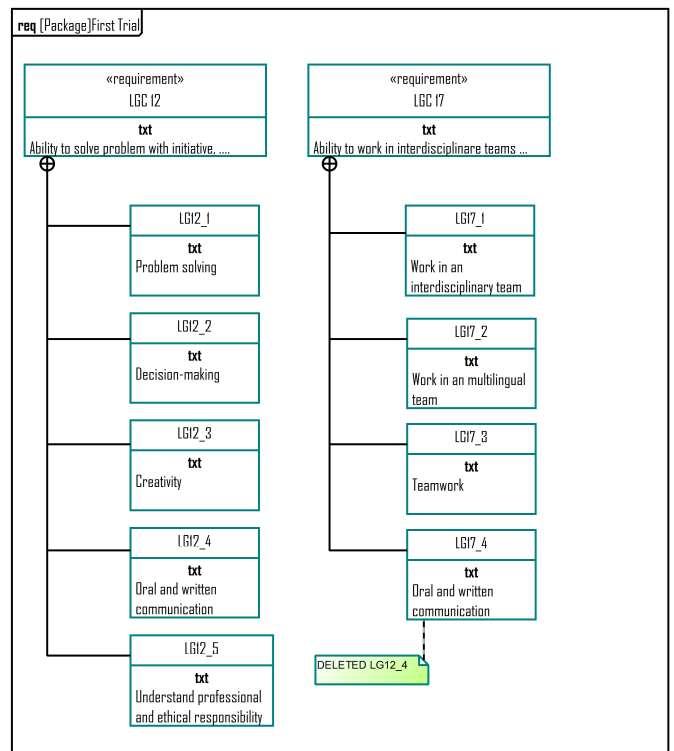 req [Package]First Trial
«requirement»
LGC 12
txt
Ability to solve problem with initiative, ....
LG12_1
txt
Problem solving
LG12_2
txt
Decision-making
LG12_3
txt
Creativity
LG12_4
txt
Oral and written
communication
LG12_5
txt
Understand professional
and ethical responsibility
«requirement»
LGC 17
txt
Ability to work in interdisciplinare teams ...
LG17_1
txt
Work in an
interdisciplinary team
LG17_2
txt
Work in an multilingual
team
LG17_3
txt
Teamwork
LG17_4
txt
Oral and written
communication
DELETED LG12_4